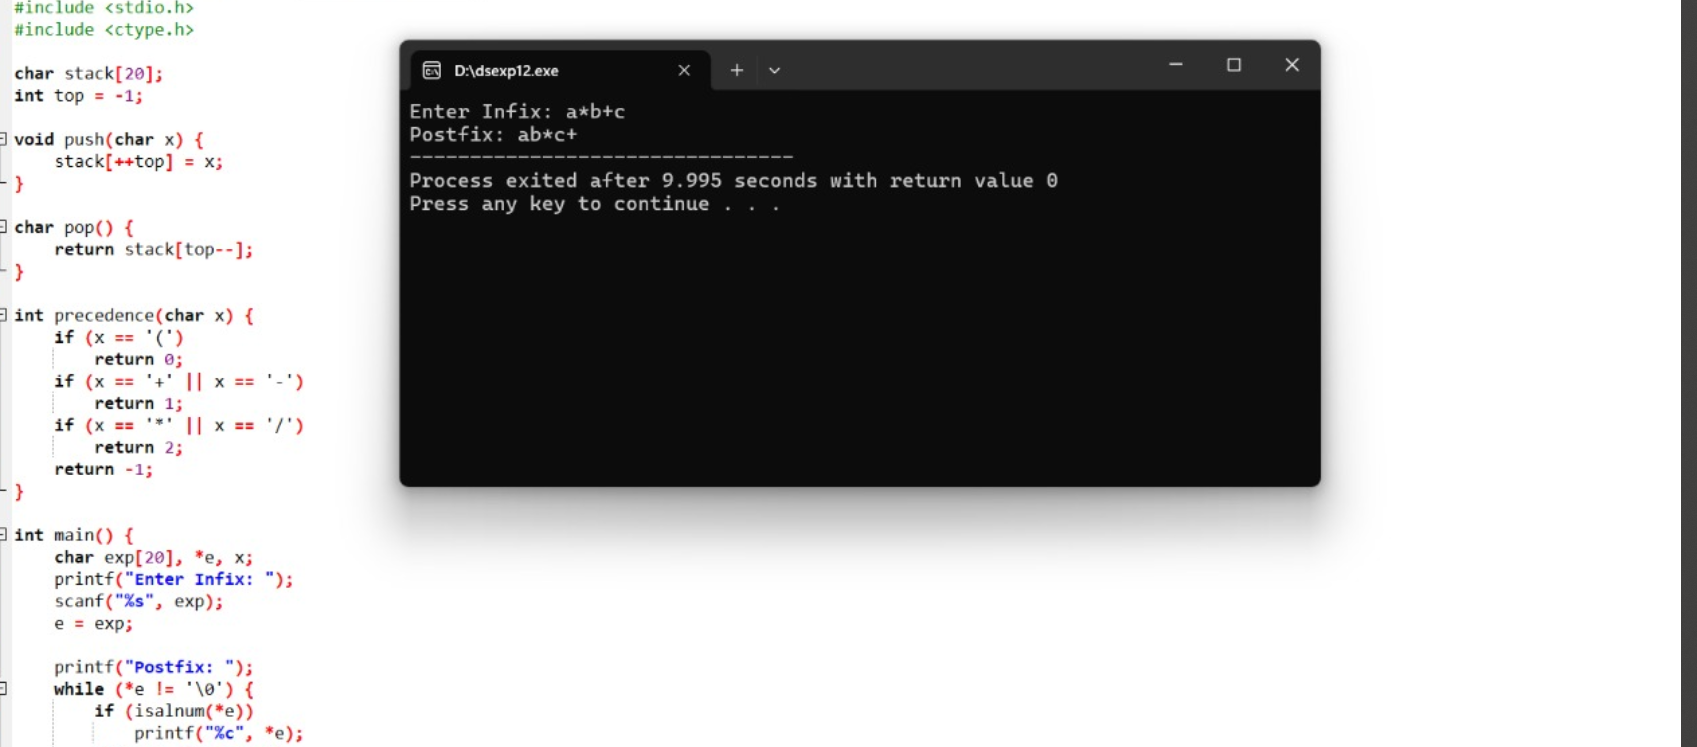 #include <stdio.h>
#include <ctype.h>
char stack[20];
int top = -1;
void push(char x) {
    stack[++top] = x;
}
char pop() {
    return stack[top--];
}
int precedence(char x) {
    if (x == '(')
        return 0;
    if (x == '+' || x == '-')
        return 1;
    if (x == '*' || x == '/')
        return 2;
    return -1;
}
int main() {
    char exp[20], *e, x;
    printf("Enter Infix: ");
    scanf("%s", exp);
    e = exp;
    printf("Postfix: ");
    while (*e != '\0') {
        if (isalnum(*e))
            printf("%c", *e);
D:\dsexp12.exe
Enter Infix: a*b+c
Postfix: ab*c+
--------------------------------
Process exited after 9.995 seconds with return value 0
Press any key to continue . . .